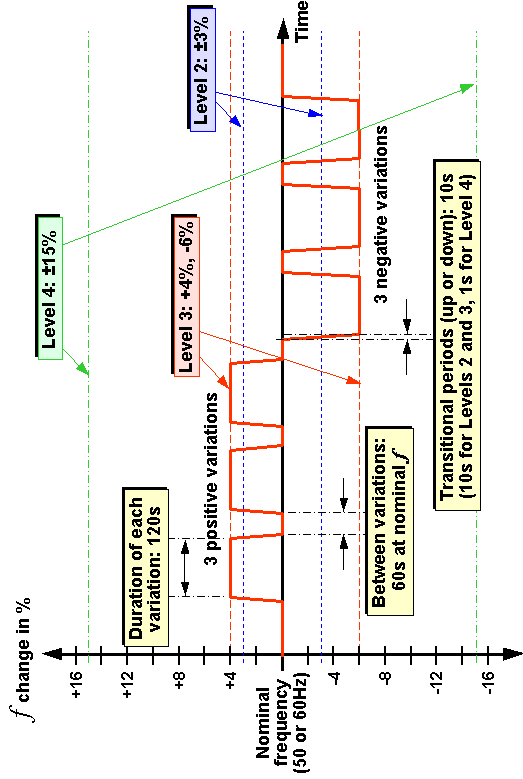 f change in %
+16
+12
+8
+4
Nominal
frequency
(50 or 60Hz)
-4
-8
-12
-16
Level 4: ±15%
Level 3: +4%, -6%
Level 2: ±3%
Time
Duration of each
variation: 120s
3 positive variations
3 negative variations
Between variations:
60s at nominal f
Transitional periods (up or down): 10s
(10s for Levels 2 and 3, 1s for Level 4)